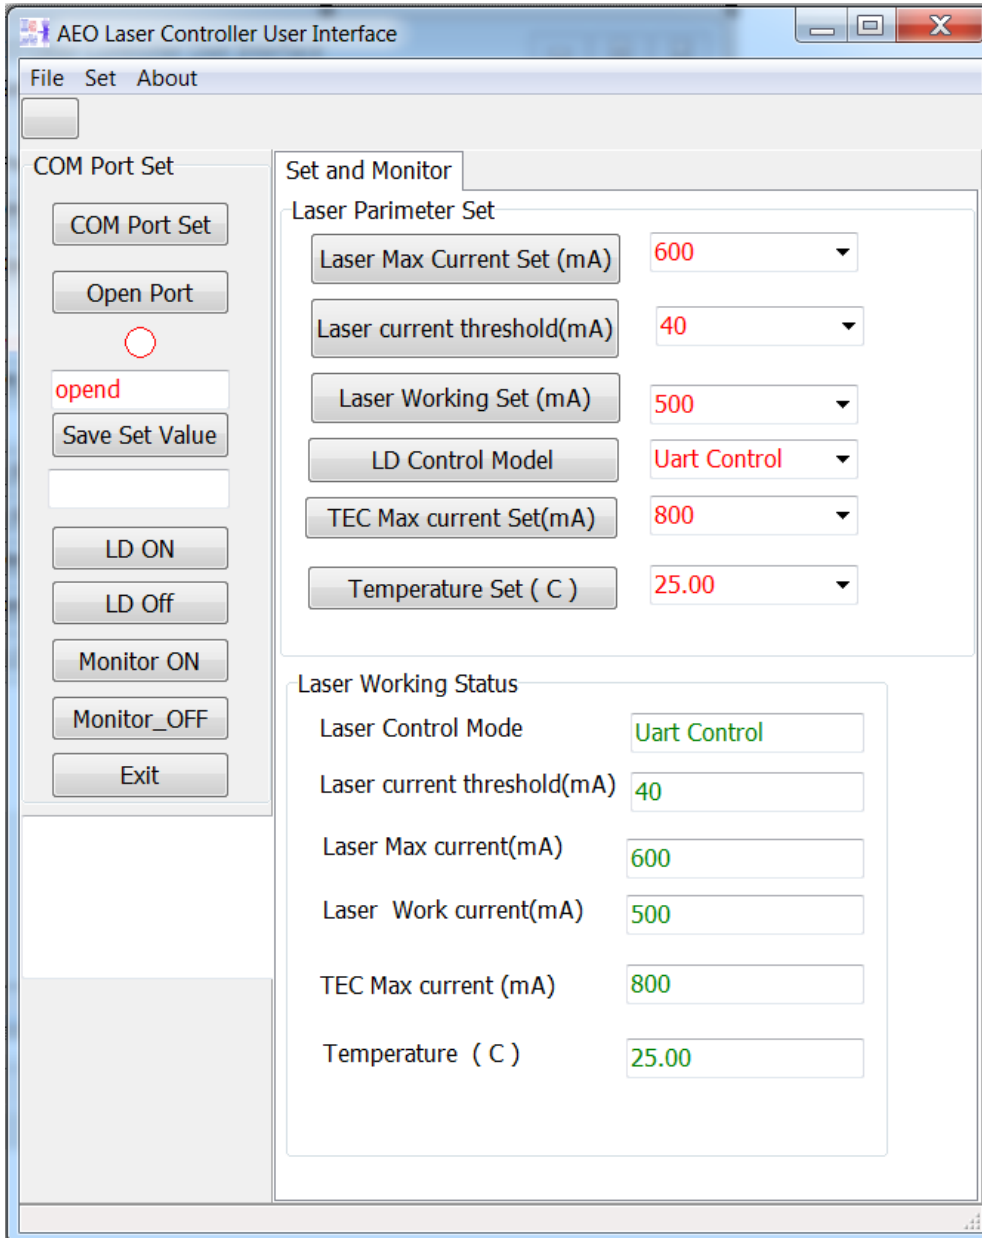 AEO Laser Controller User Interface
File Set About
COM Port Set
COM Port Set
Open Port
opend
Save Set Value
LD ON
LD Off
Monitor ON
Monitor_OFF
Exit
Set and Monitor
Laser Parimeter Set
Laser Max Current Set (mA) 600
Laser current threshold(mA) 40
Laser Working Set (mA) 500
LD Control Model Uart Control
TEC Max current Set(mA) 800
Temperature Set ( C ) 25.00
Laser Working Status
Laser Control Mode Uart Control
Laser current threshold(mA) 40
Laser Max current(mA) 600
Laser Work current(mA) 500
TEC Max current (mA) 800
Temperature ( C ) 25.00